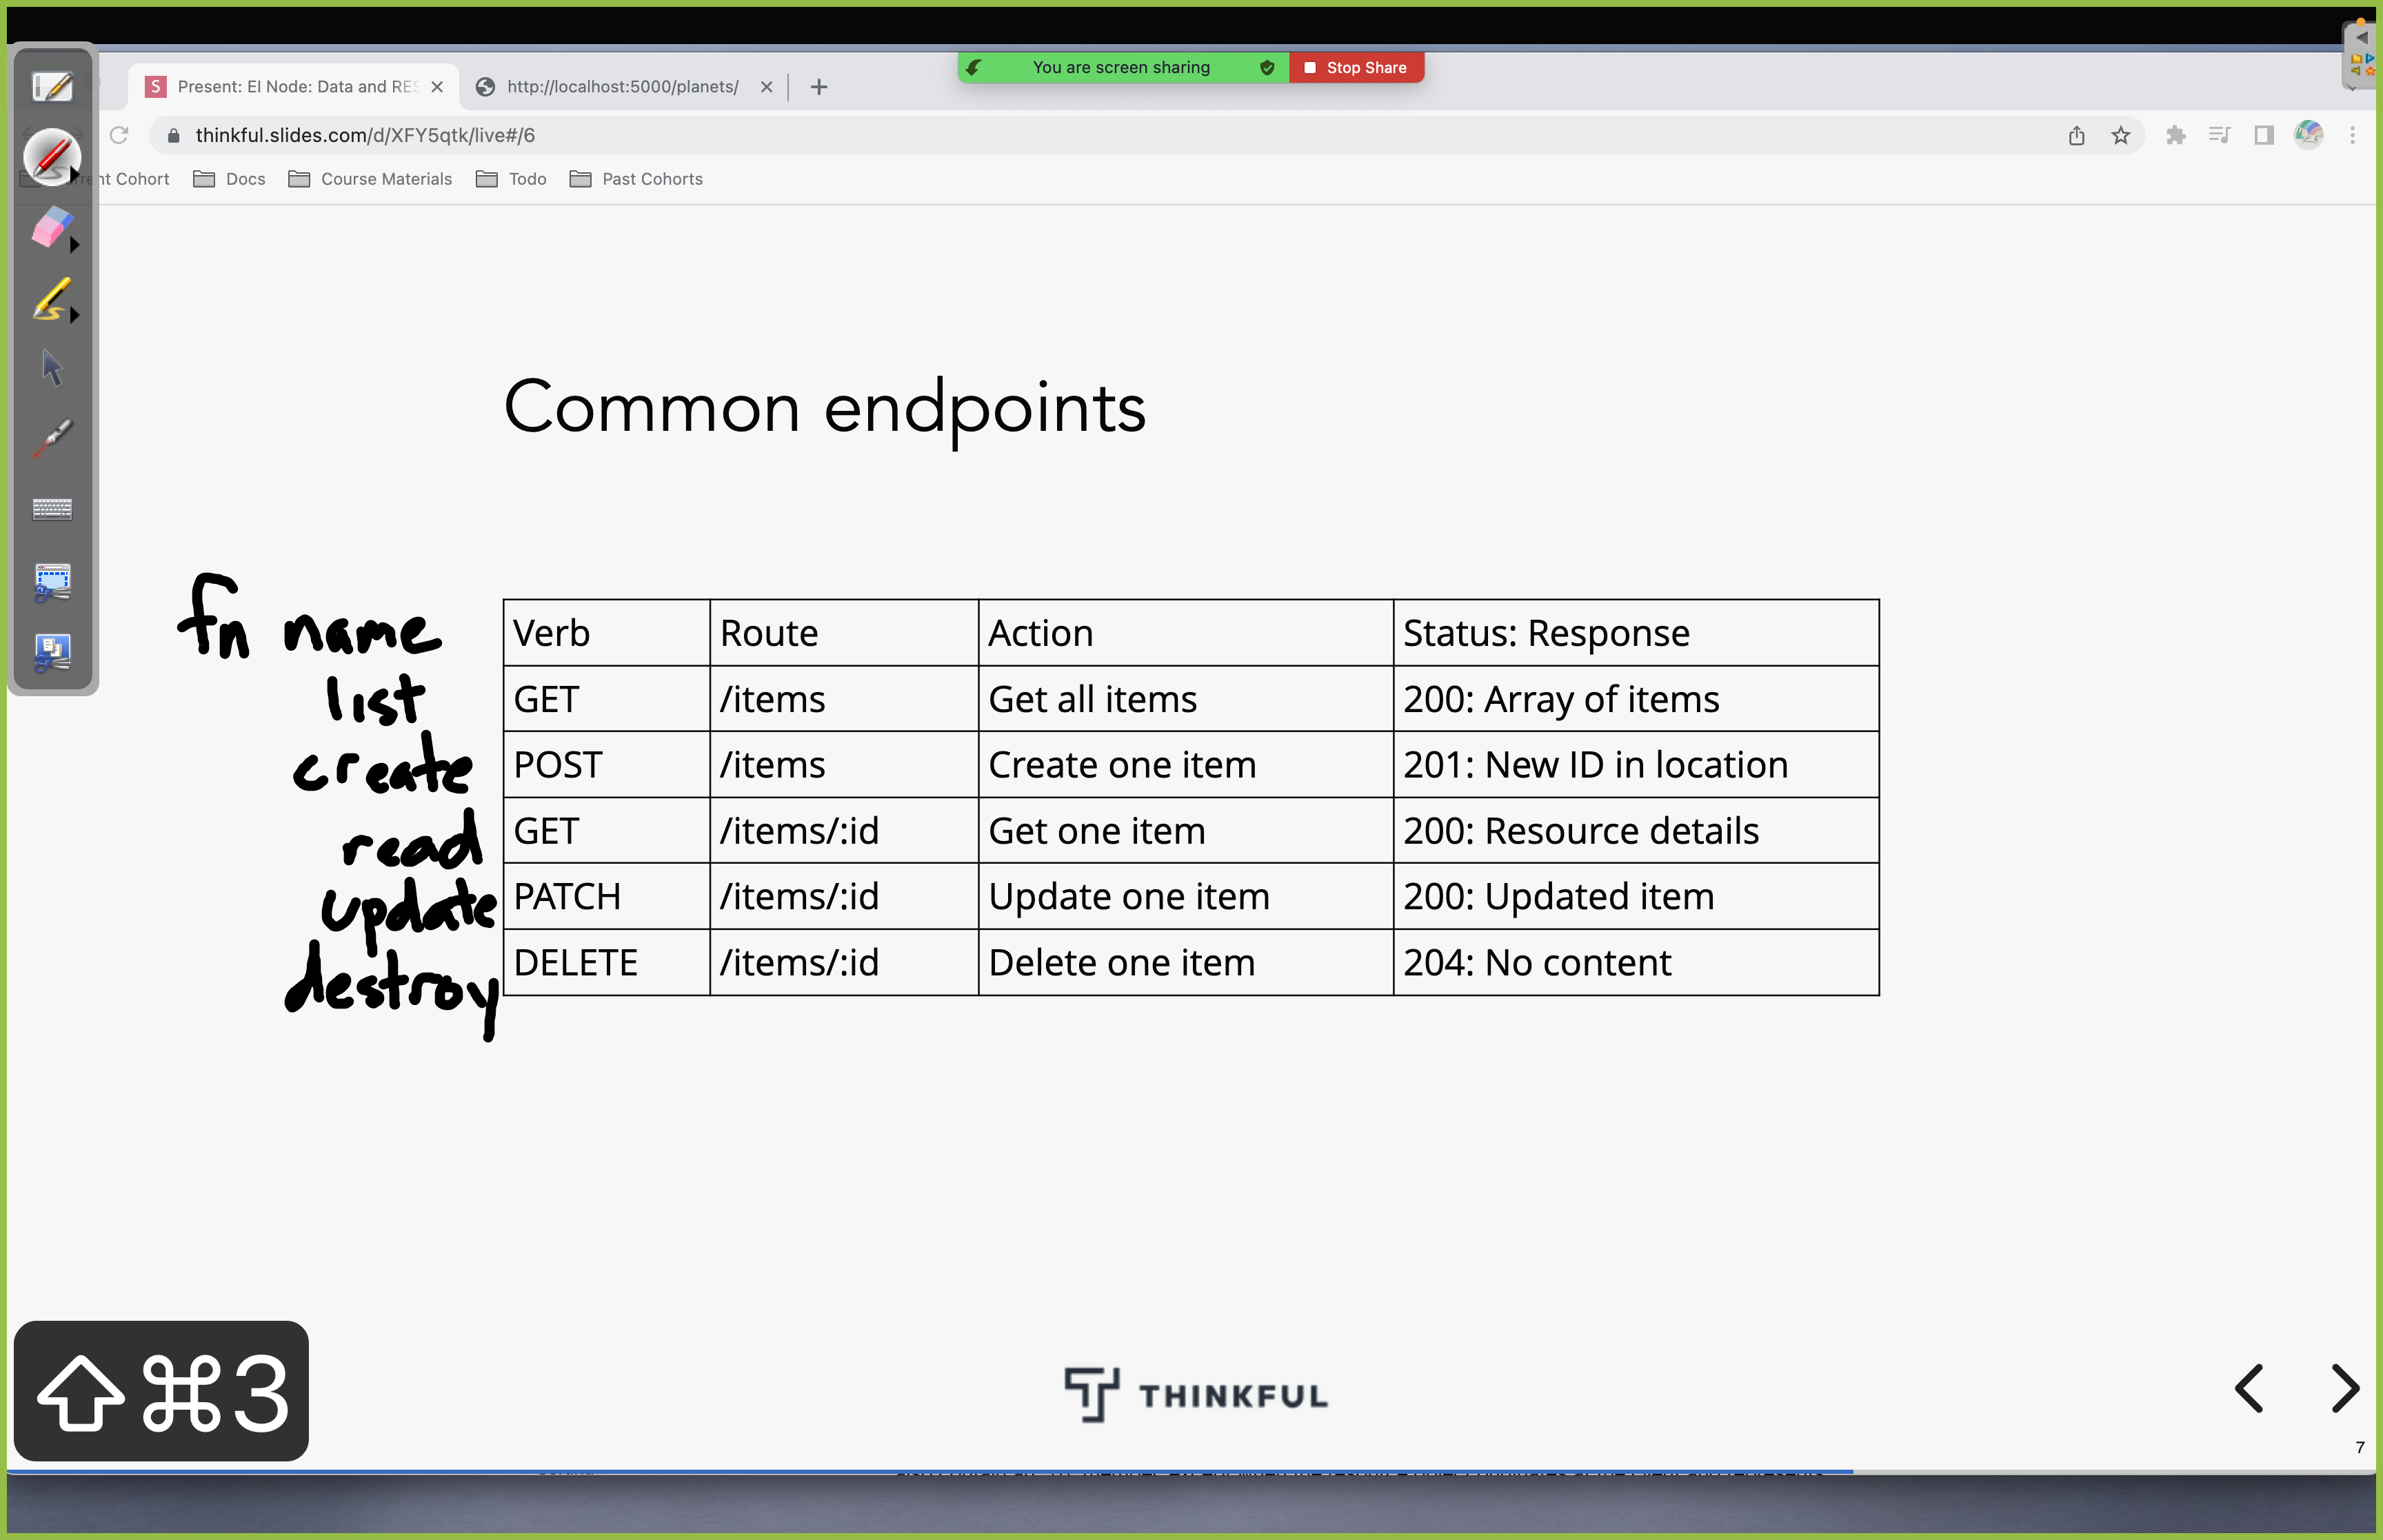 You are screen sharing Stop Share
Present: EI Node: Data and RES http://localhost:5000/planets/
thinkful.slides.com/d/XFY5qtk/live#/6
Cohort Docs Course Materials Todo Past Cohorts
Common endpoints
fn name Verb Route Action Status: Response
list GET /items Get all items 200: Array of items
create POST /items Create one item 201: New ID in location
read GET /items/:id Get one item 200: Resource details
update PATCH /items/:id Update one item 200: Updated item
destroy DELETE /items/:id Delete one item 204: No content
⇧⌘3
THINKFUL
7